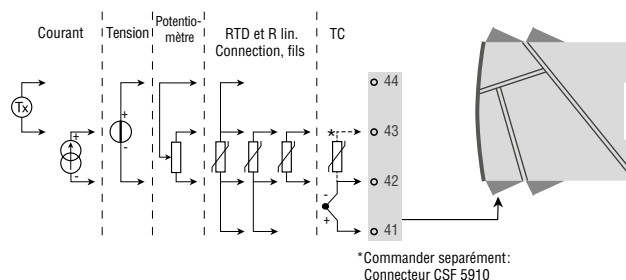 Courant
Tension
Potentio-
mètre
RTD et R lin.
Connection, fils
TC
Tx
+
-
+
-
*
-
+
44
43
42
41
*Commander separément:
Connecteur CSF 5910